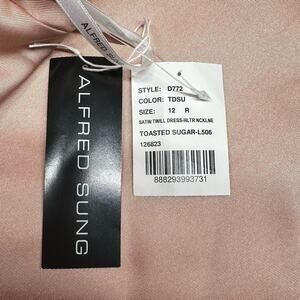 ALFRED SUNG
ALFRED SUNG
STYLE: D772
COLOR: TDSU
SIZE: 12 R
SATIN TWILL DRESS-HLTR NCKLNE
TOASTED SUGAR-L506
126823
888293993731